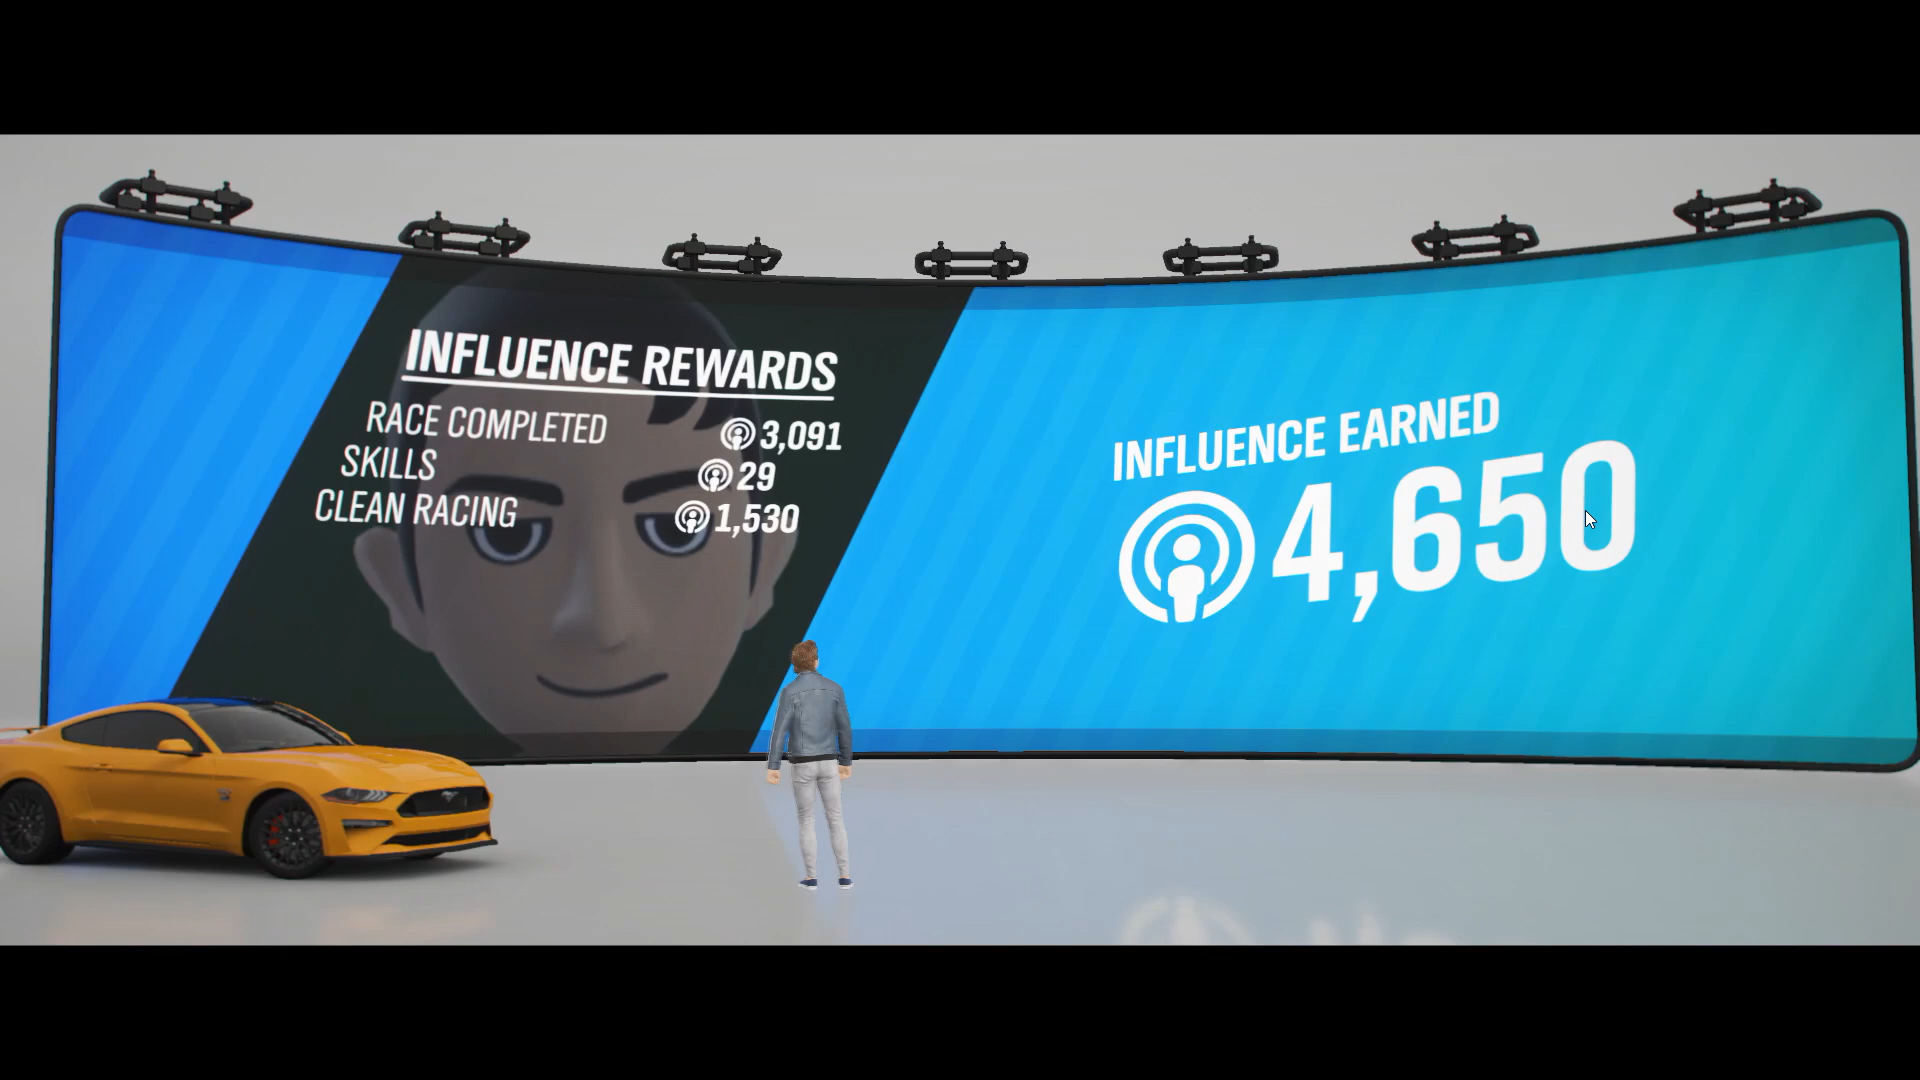 INFLUENCE REWARDS
RACE COMPLETED 3,091
SKILLS 29
CLEAN RACING 1,530
INFLUENCE EARNED
4,650